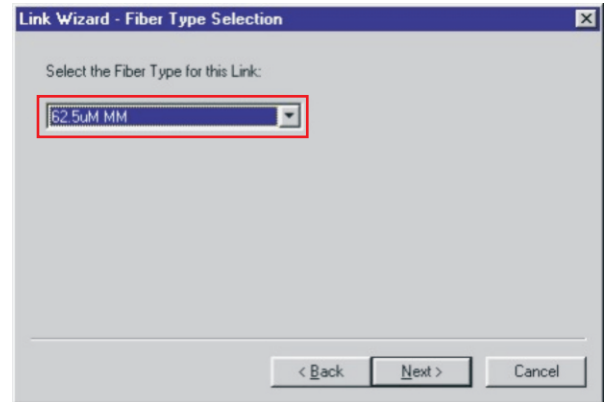 Link Wizard - Fiber Type Selection
Select the Fiber Type for this Link:
62.5uM MM
< Back Next > Cancel